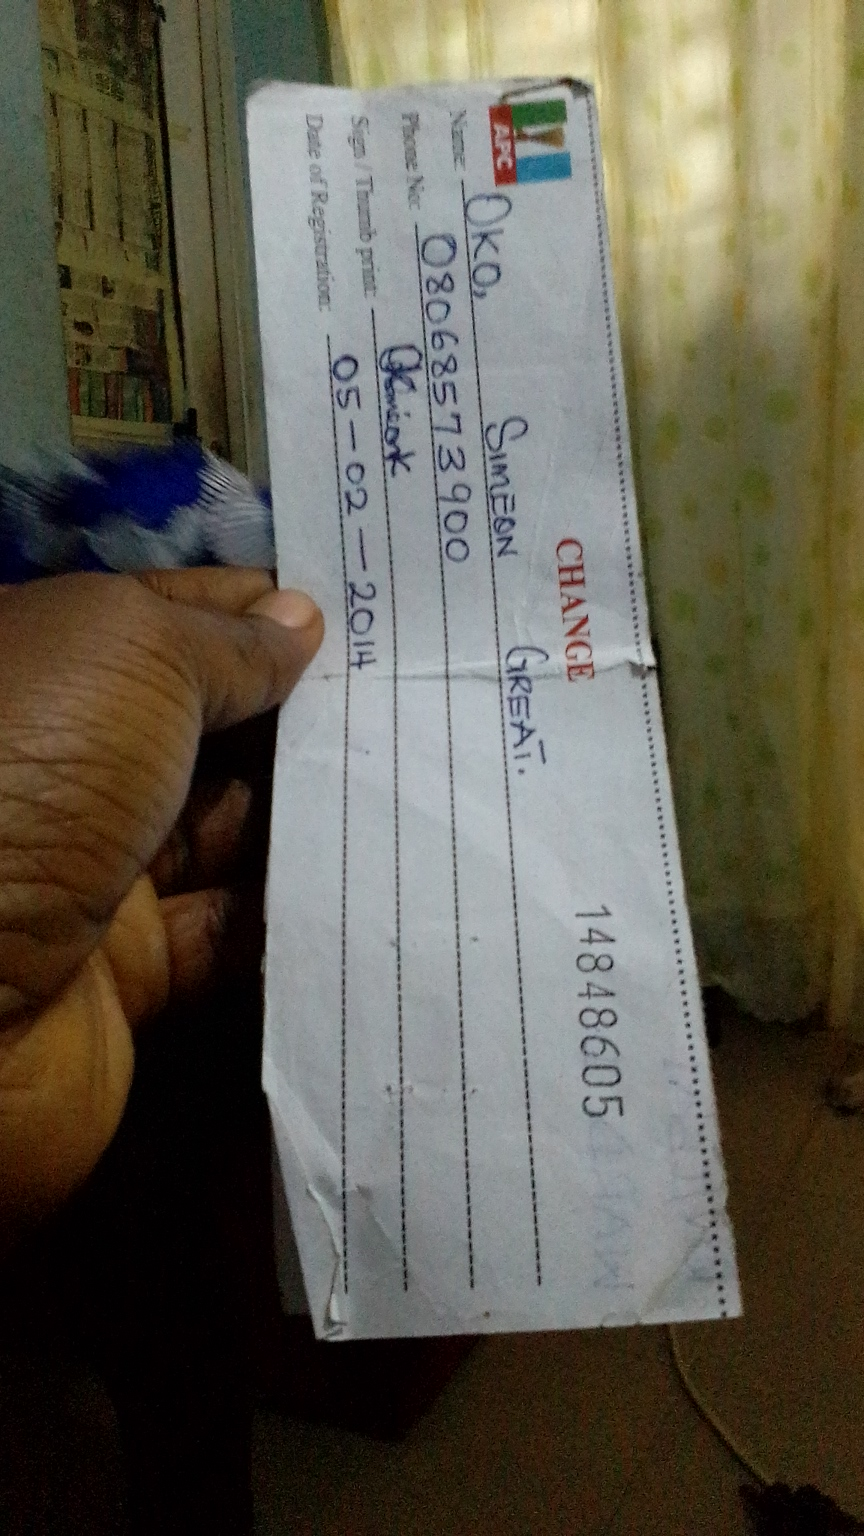 APC
CHANGE
14848605
Name: OKO, SIMEON GREAT.
Phone No: 08068573900
Sign / Thumb print:
Date of Registration: 05-02-2014